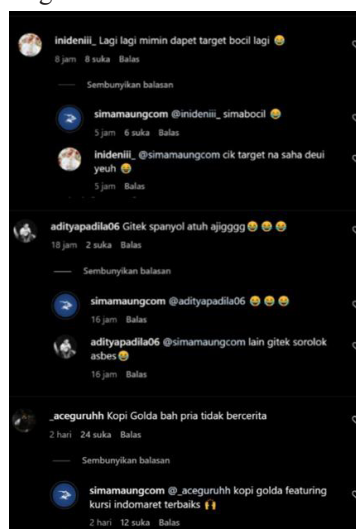 inideniii_ Lagi lagi mimin dapet target bocil lagi 😂
8 jam 8 suka Balas
Sembunyikan balasan
simamaungcom @inideniii_ simabocil 😂
5 jam 6 suka Balas
inideniii_ @simamaungcom cik target na saha deui
yeuh 😂
5 jam Balas
adityapadila06 Gitek spanyol atuh ajigggg😂😂😂
18 jam 2 suka Balas
Sembunyikan balasan
simamaungcom @adityapadila06 😂😂😂
16 jam Balas
adityapadila06 @simamaungcom lain gitek sorolok
asbes😂
16 jam Balas
_aceguruhh Kopi Golda bah pria tidak bercerita
2 hari 24 suka Balas
Sembunyikan balasan
simamaungcom @_aceguruhh kopi golda featuring
kursi indomaret terbaiks 🙌
2 hari 12 suka Balas